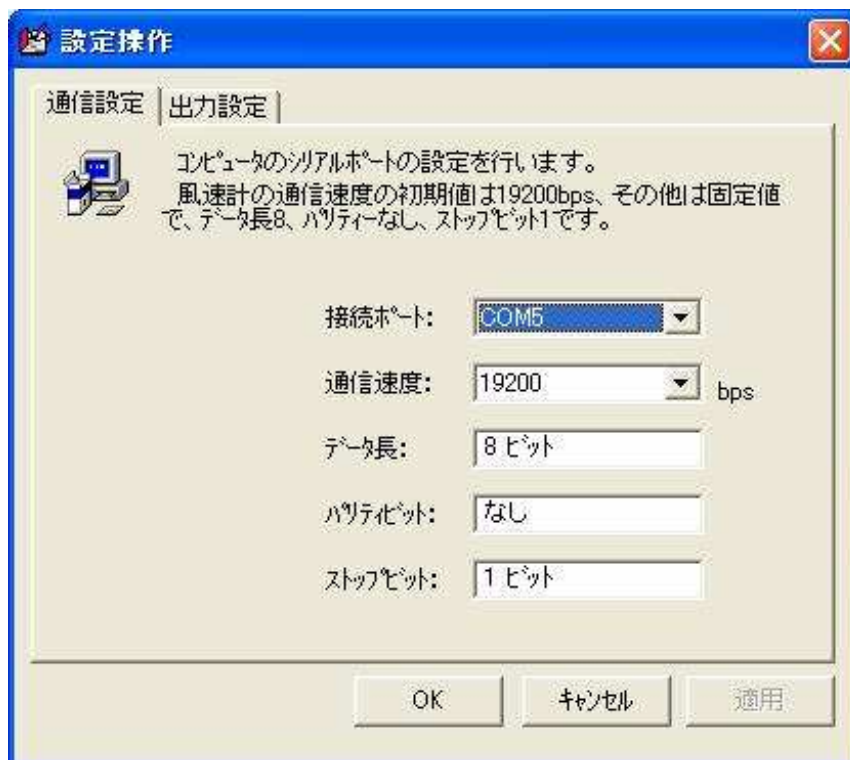 設定操作
通信設定 出力設定
ｺﾝﾋﾟｭｰﾀのｼﾘｱﾙﾎﾟｰﾄの設定を行います。
風速計の通信速度の初期値は19200bps、その他は固定値
で、ﾃﾞｰﾀ長8、ﾊﾟﾘﾃｨｰなし、ｽﾄｯﾌﾟﾋﾞｯﾄ1です。
接続ﾎﾟｰﾄ: COM5
通信速度: 19200 bps
ﾃﾞｰﾀ長: 8 ﾋﾞｯﾄ
ﾊﾟﾘﾃｨﾋﾞｯﾄ: なし
ｽﾄｯﾌﾟﾋﾞｯﾄ: 1 ﾋﾞｯﾄ
OK ｷｬﾝｾﾙ 適用